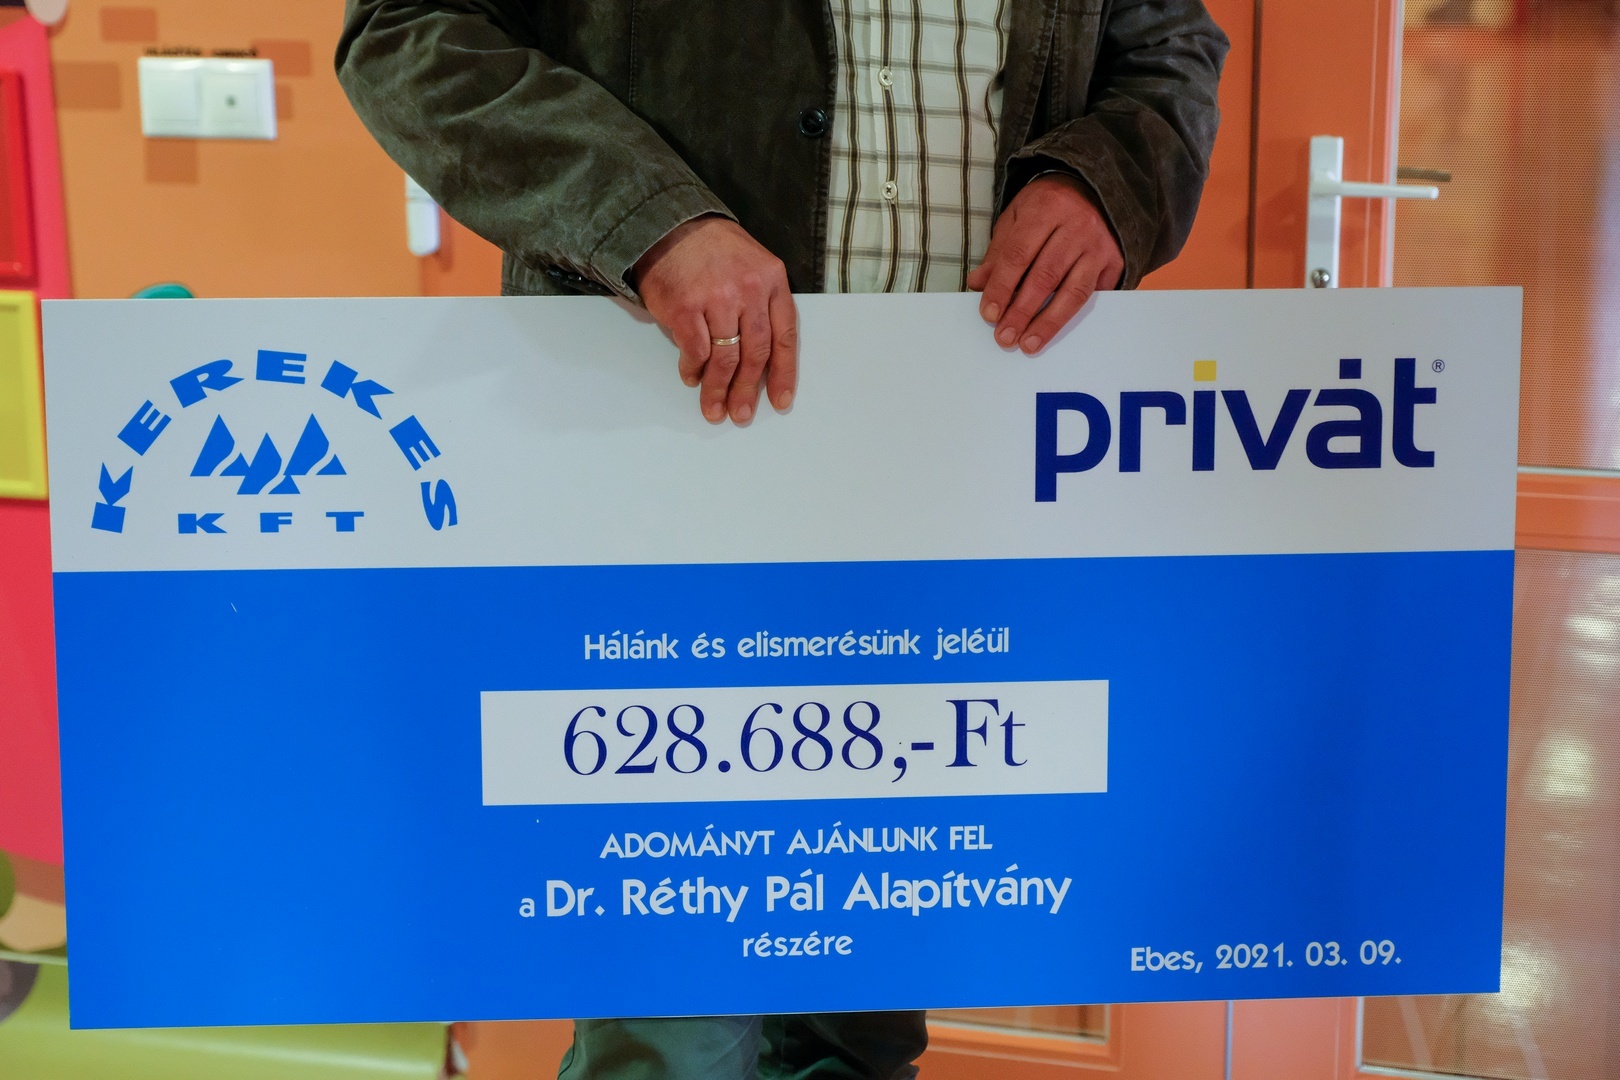 KEREKES
KFT
privát®
Hálánk és elismerésünk jeléül
628.688,-Ft
ADOMÁNYT AJÁNLUNK FEL
a Dr. Réthy Pál Alapítvány
részére
Ebes, 2021. 03. 09.